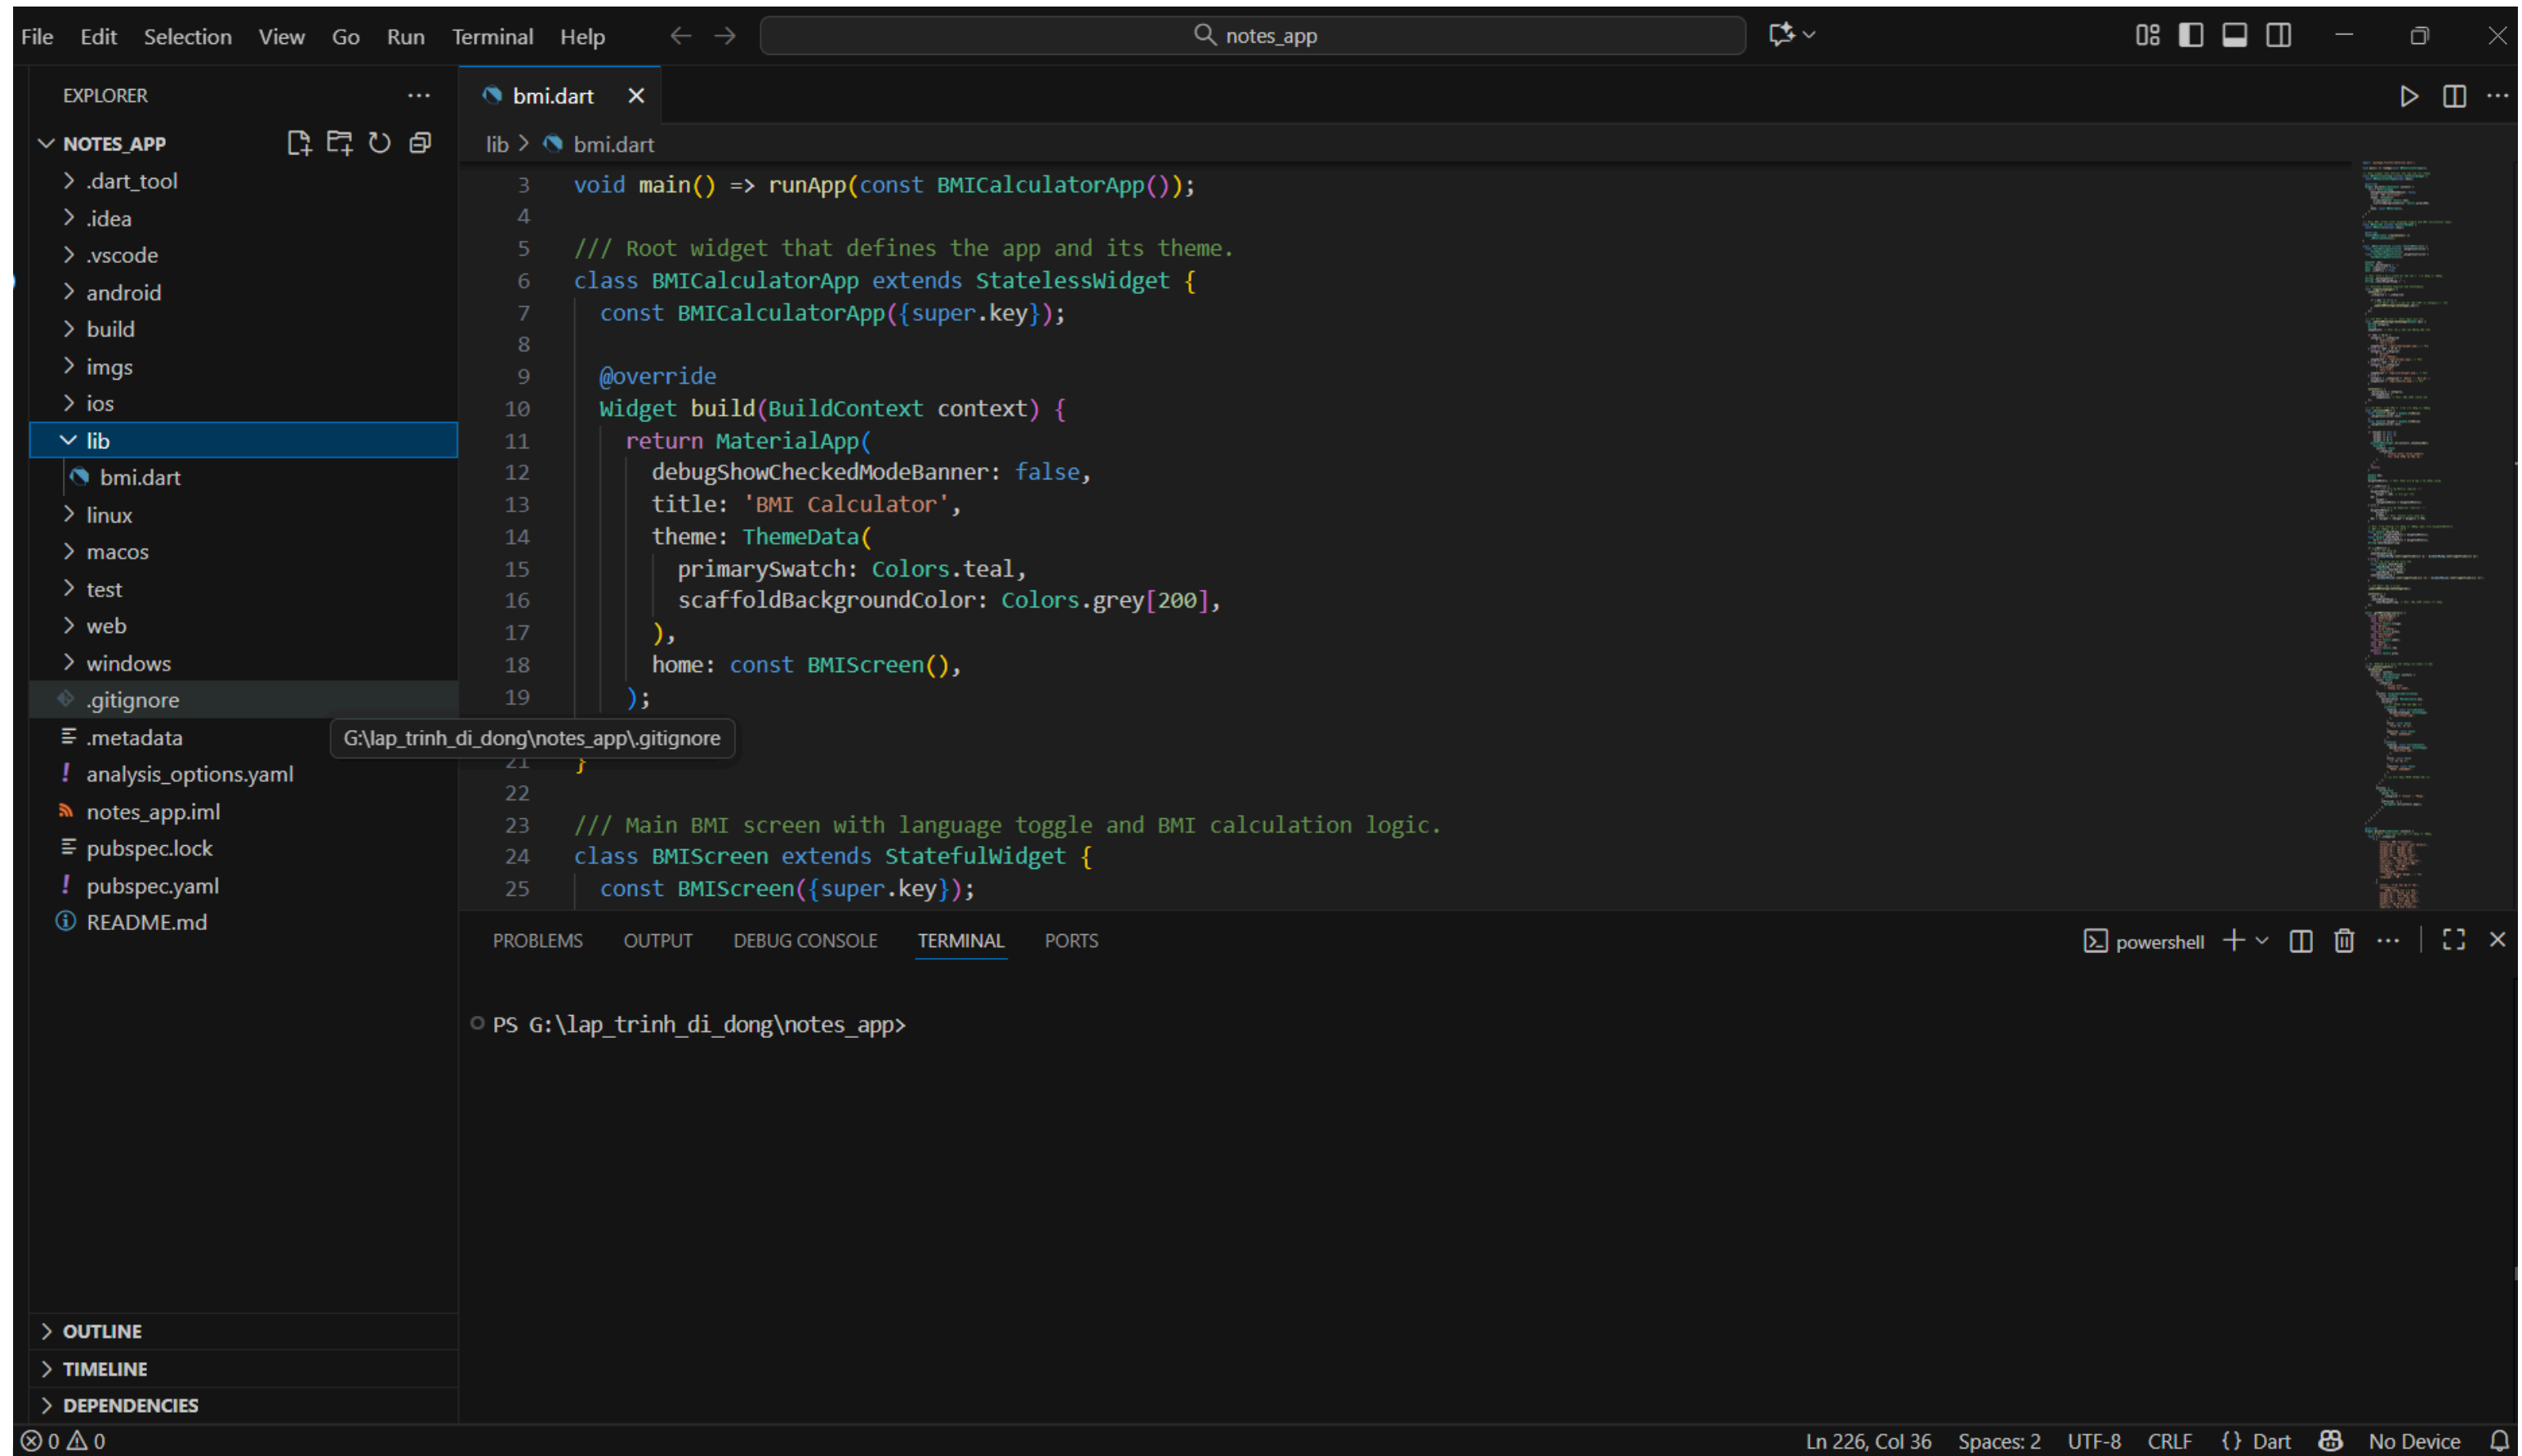 File Edit Selection View Go Run Terminal Help
notes_app
EXPLORER
NOTES_APP
.dart_tool
.idea
.vscode
android
build
imgs
ios
lib
bmi.dart
linux
macos
test
web
windows
.gitignore
.metadata
analysis_options.yaml
notes_app.iml
pubspec.lock
pubspec.yaml
README.md
G:\lap_trinh_di_dong\notes_app\.gitignore
OUTLINE
TIMELINE
DEPENDENCIES
bmi.dart
lib > bmi.dart
3 void main() => runApp(const BMICalculatorApp());
4
5 /// Root widget that defines the app and its theme.
6 class BMICalculatorApp extends StatelessWidget {
7 const BMICalculatorApp({super.key});
8
9 @override
10 Widget build(BuildContext context) {
11 return MaterialApp(
12 debugShowCheckedModeBanner: false,
13 title: 'BMI Calculator',
14 theme: ThemeData(
15 primarySwatch: Colors.teal,
16 scaffoldBackgroundColor: Colors.grey[200],
17 ),
18 home: const BMIScreen(),
19 );
21 }
22
23 /// Main BMI screen with language toggle and BMI calculation logic.
24 class BMIScreen extends StatefulWidget {
25 const BMIScreen({super.key});
PROBLEMS OUTPUT DEBUG CONSOLE TERMINAL PORTS
powershell
PS G:\lap_trinh_di_dong\notes_app>
0 0
Ln 226, Col 36 Spaces: 2 UTF-8 CRLF {} Dart No Device